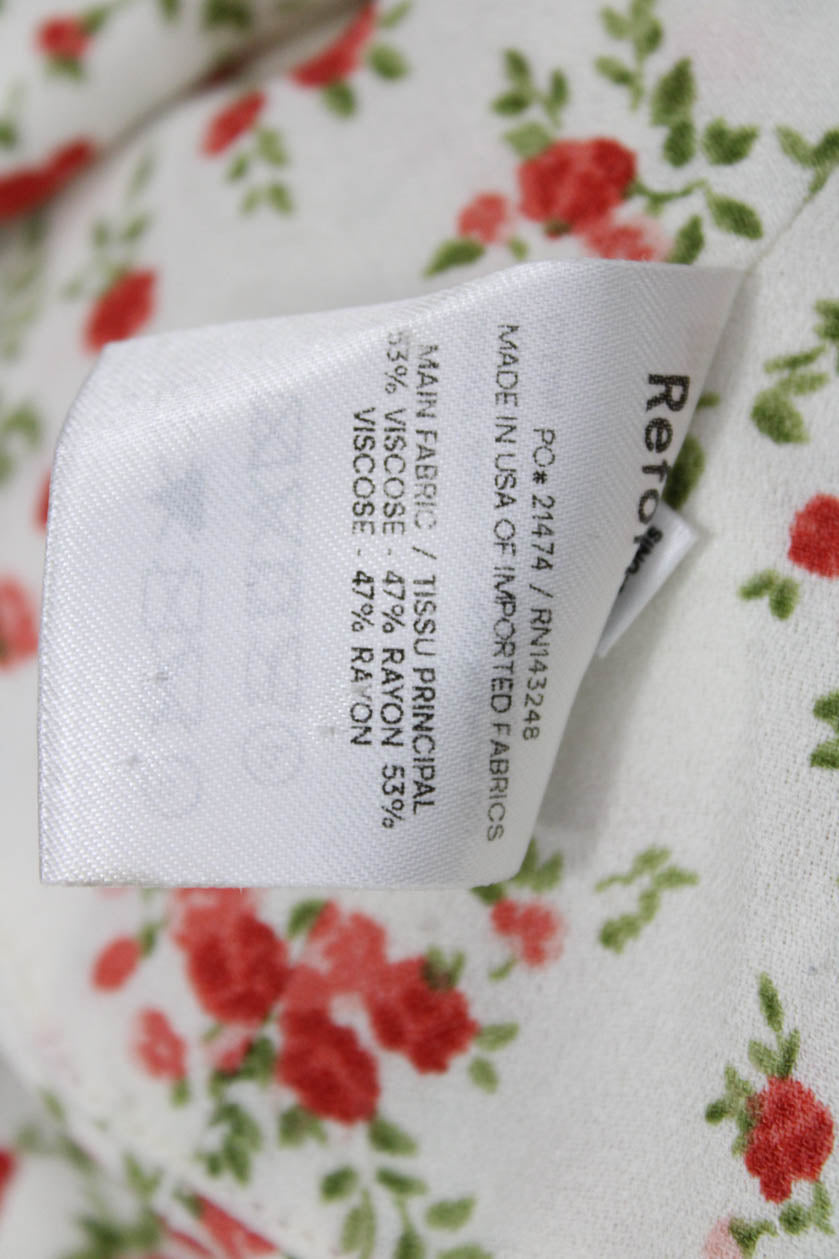 Refor
PO# 21474 / RN143248
MADE IN USA OF IMPORTED FABRICS
MAIN FABRIC / TISSU PRINCIPAL
53% VISCOSE - 47% RAYON 53%
VISCOSE - 47% RAYON